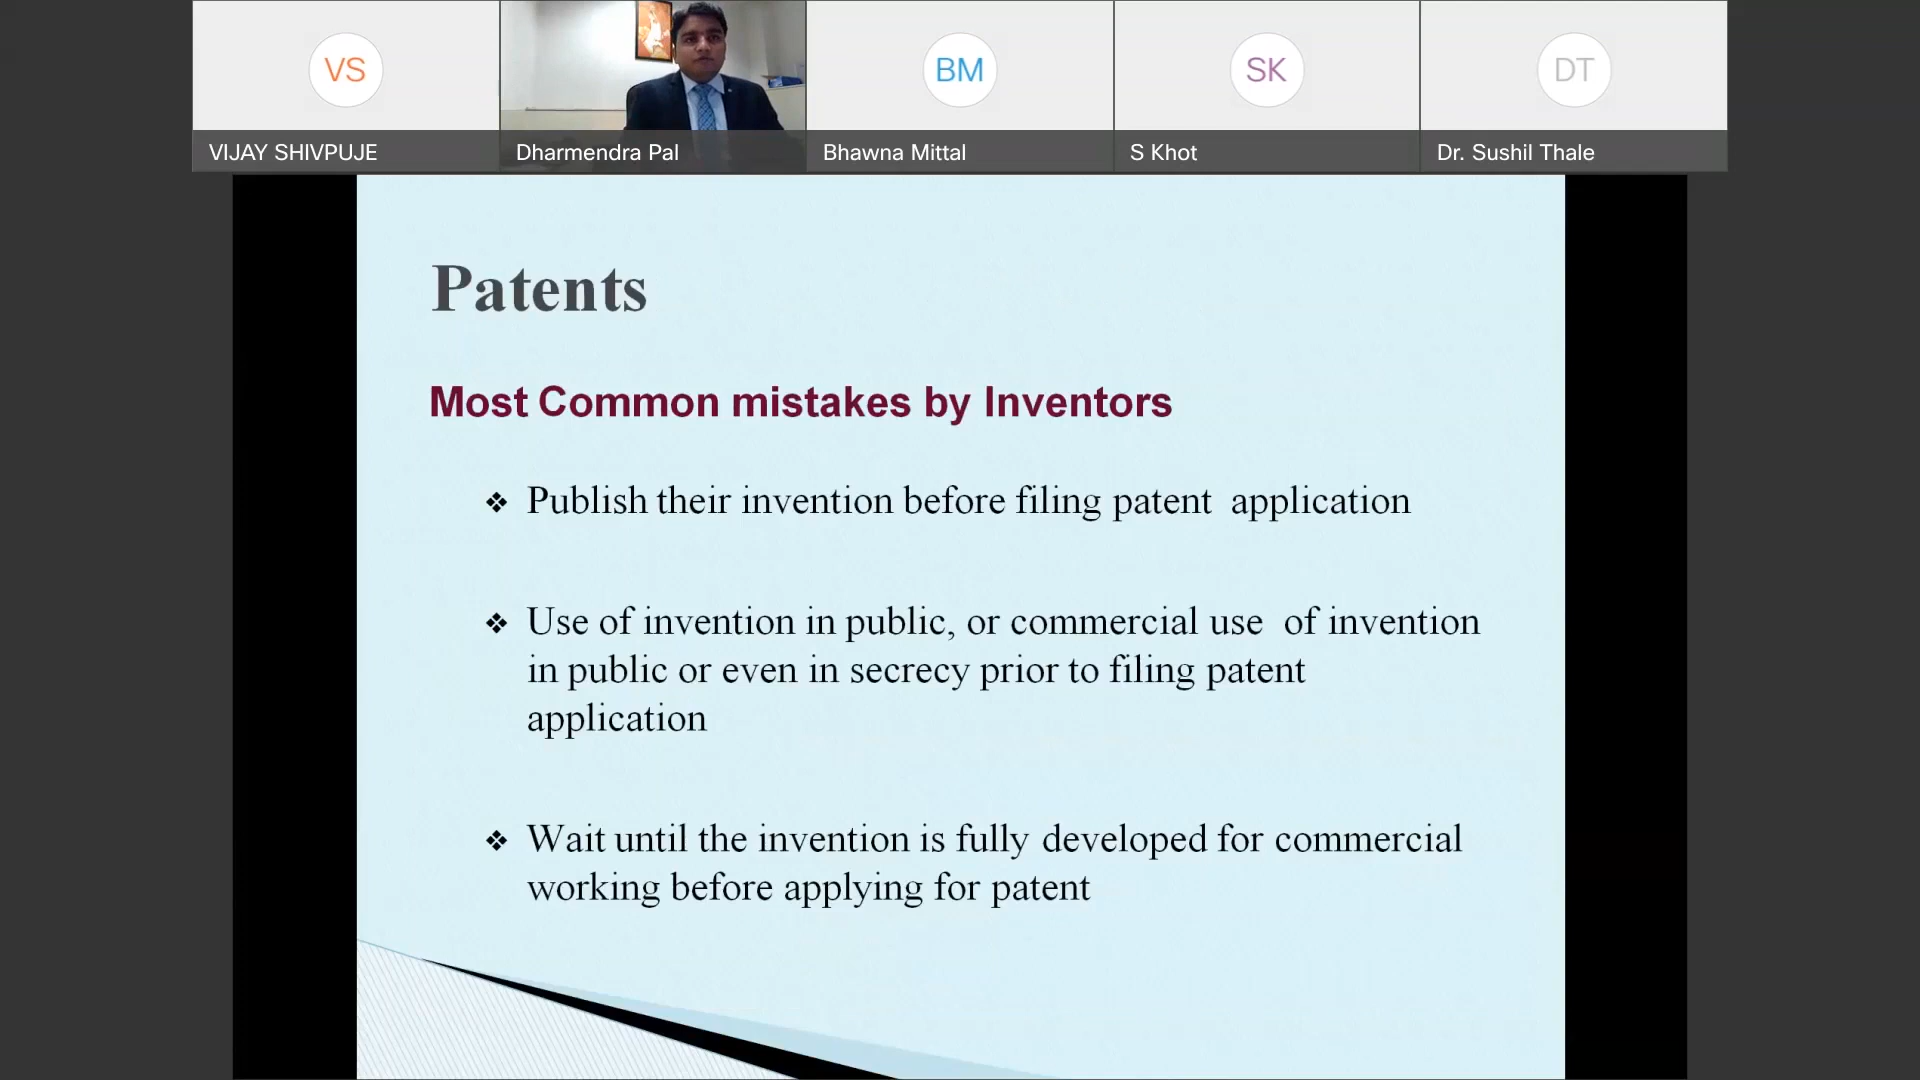 VS
BM
SK
DT
VIJAY SHIVPUJE
Dharmendra Pal
Bhawna Mittal
S Khot
Dr. Sushil Thale
Patents
Most Common mistakes by Inventors
❖ Publish their invention before filing patent application
❖ Use of invention in public, or commercial use of invention
in public or even in secrecy prior to filing patent
application
❖ Wait until the invention is fully developed for commercial
working before applying for patent